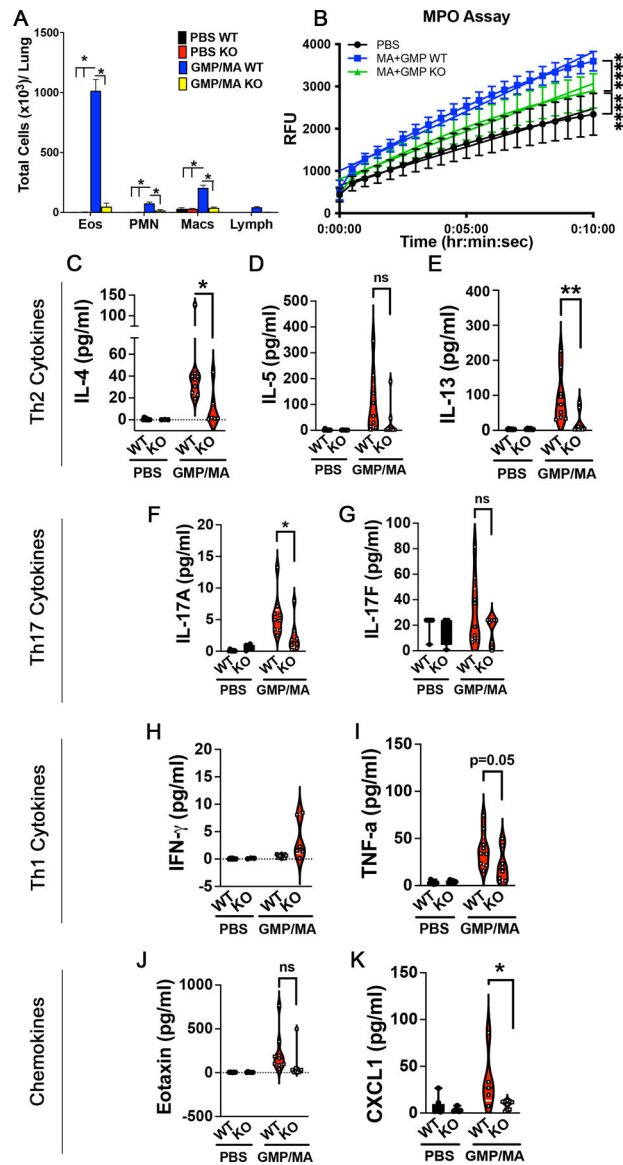 A
Total Cells (x10³)/ Lung
1500
1000
500
0
PBS WT
PBS KO
GMP/MA WT
GMP/MA KO
* * * * * *
Eos PMN Macs Lymph
B
MPO Assay
RFU
4000
3000
2000
1000
0
PBS
MA+GMP WT
MA+GMP KO
****
****
0:00:00 0:05:00 0:10:00
Time (hr:min:sec)
Th2 Cytokines
C
IL-4 (pg/ml)
150
100
60
40
20
0
*
WT KO WT KO
PBS GMP/MA
D
IL-5 (pg/ml)
500
400
300
200
100
0
ns
WT KO WT KO
PBS GMP/MA
E
IL-13 (pg/ml)
400
300
200
100
0
**
WT KO WT KO
PBS GMP/MA
Th17 Cytokines
F
IL-17A (pg/ml)
20
15
10
5
0
*
WT KO WT KO
PBS GMP/MA
G
IL-17F (pg/ml)
100
80
60
40
20
0
ns
WT KO WT KO
PBS GMP/MA
Th1 Cytokines
H
IFN-γ (pg/ml)
20
15
10
5
0
-5
WT KO WT KO
PBS GMP/MA
I
TNF-a (pg/ml)
150
100
50
0
p=0.05
WT KO WT KO
PBS GMP/MA
Chemokines
J
Eotaxin (pg/ml)
1000
500
0
-500
ns
WT KO WT KO
PBS GMP/MA
K
CXCL1 (pg/ml)
150
100
50
0
*
WT KO WT KO
PBS GMP/MA